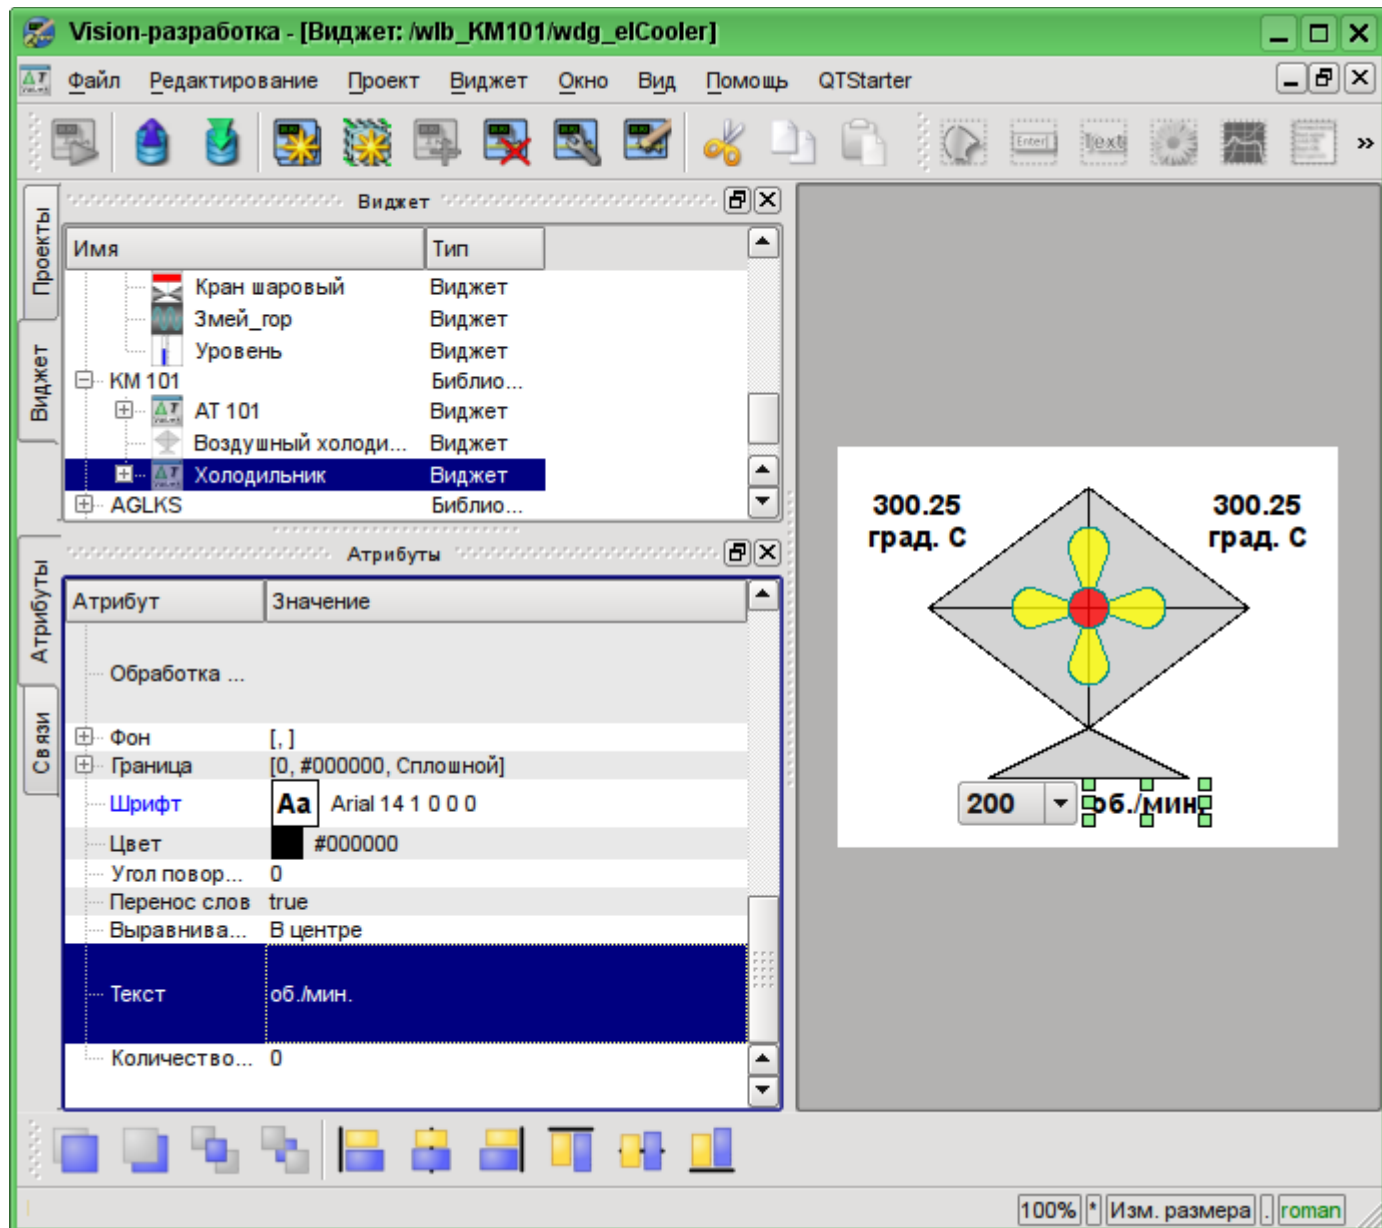 Vision-разработка - [Виджет: /wlb_KM101/wdg_elCooler]
Файл Редактирование Проект Виджет Окно Вид Помощь QTStarter
Enter Text »
Проекты
Виджет
Виджет
Имя Тип
Кран шаровый Виджет
Змей_гор Виджет
Уровень Виджет
КМ 101 Библио...
АТ 101 Виджет
Воздушный холоди... Виджет
Холодильник Виджет
AGLKS Библио...
Атрибуты
Связи
Атрибуты
Атрибут Значение
Обработка ...
Фон [, ]
Граница [0, #000000, Сплошной]
Шрифт Aa Arial 14 1 0 0 0
Цвет #000000
Угол повор... 0
Перенос слов true
Выравнива... В центре
Текст об./мин.
Количество... 0
300.25
град. С
300.25
град. С
200 об./мин.
100% * Изм. размера . roman